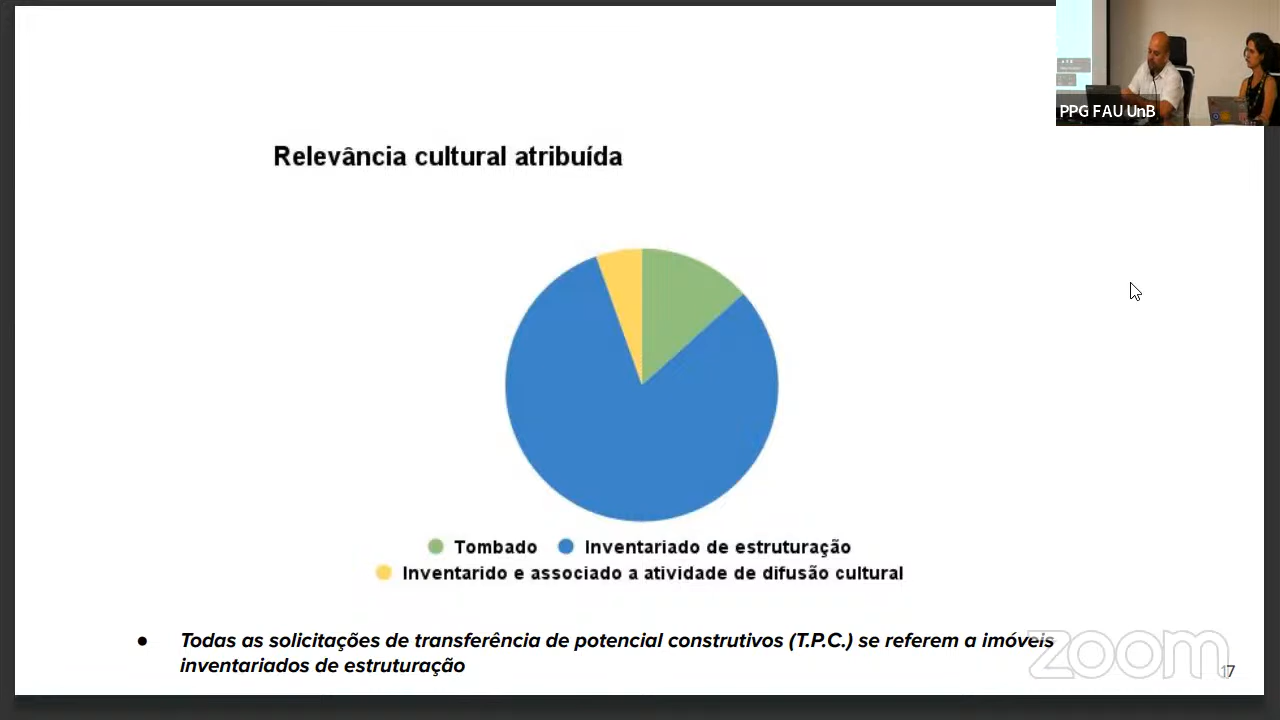 PPG FAU UnB
Relevância cultural atribuída
Tombado Inventariado de estruturação
Inventarido e associado a atividade de difusão cultural
● Todas as solicitações de transferência de potencial construtivos (T.P.C.) se referem a imóveis
inventariados de estruturação
zoom
17